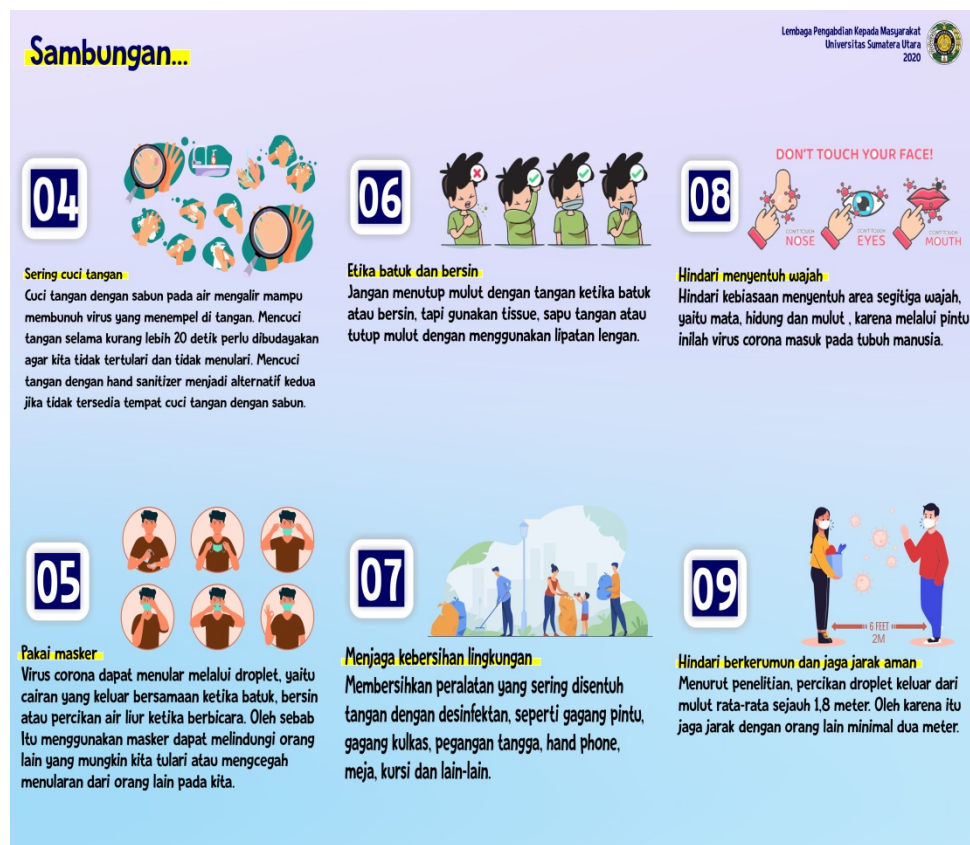 Sambungan...
Lembaga Pengabdian Kepada Masyarakat
Universitas Sumatera Utara
2020
04
Sering cuci tangan
Cuci tangan dengan sabun pada air mengalir mampu
membunuh virus yang menempel di tangan. Mencuci
tangan selama kurang lebih 20 detik perlu dibudayakan
agar kita tidak tertulari dan tidak menulari. Mencuci
tangan dengan hand sanitizer menjadi alternatif kedua
jika tidak tersedia tempat cuci tangan dengan sabun.
05
Pakai masker
Virus corona dapat menular melalui droplet, yaitu
cairan yang keluar bersamaan ketika batuk, bersin
atau percikan air liur ketika berbicara. Oleh sebab
Itu menggunakan masker dapat melindungi orang
lain yang mungkin kita tulari atau mengcegah
menularan dari orang lain pada kita.
06
Etika batuk dan bersin
Jangan menutup mulut dengan tangan ketika batuk
atau bersin, tapi gunakan tissue, sapu tangan atau
tutup mulut dengan menggunakan lipatan lengan.
07
Menjaga kebersihan lingkungan
Membersihkan peralatan yang sering disentuh
tangan dengan desinfektan, seperti gagang pintu,
gagang kulkas, pegangan tangga, hand phone,
meja, kursi dan lain-lain.
08
DON'T TOUCH YOUR FACE!
DON'T TOUCH
NOSE
DON'T TOUCH
EYES
DON'T TOUCH
MOUTH
Hindari menyentuh wajah
Hindari kebiasaan menyentuh area segitiga wajah,
yaitu mata, hidung dan mulut , karena melalui pintu
inilah virus corona masuk pada tubuh manusia.
09
6 FEET
2M
Hindari berkerumun dan jaga jarak aman
Menurut penelitian, percikan droplet keluar dari
mulut rata-rata sejauh 1,8 meter. Oleh karena itu
jaga jarak dengan orang lain minimal dua meter.